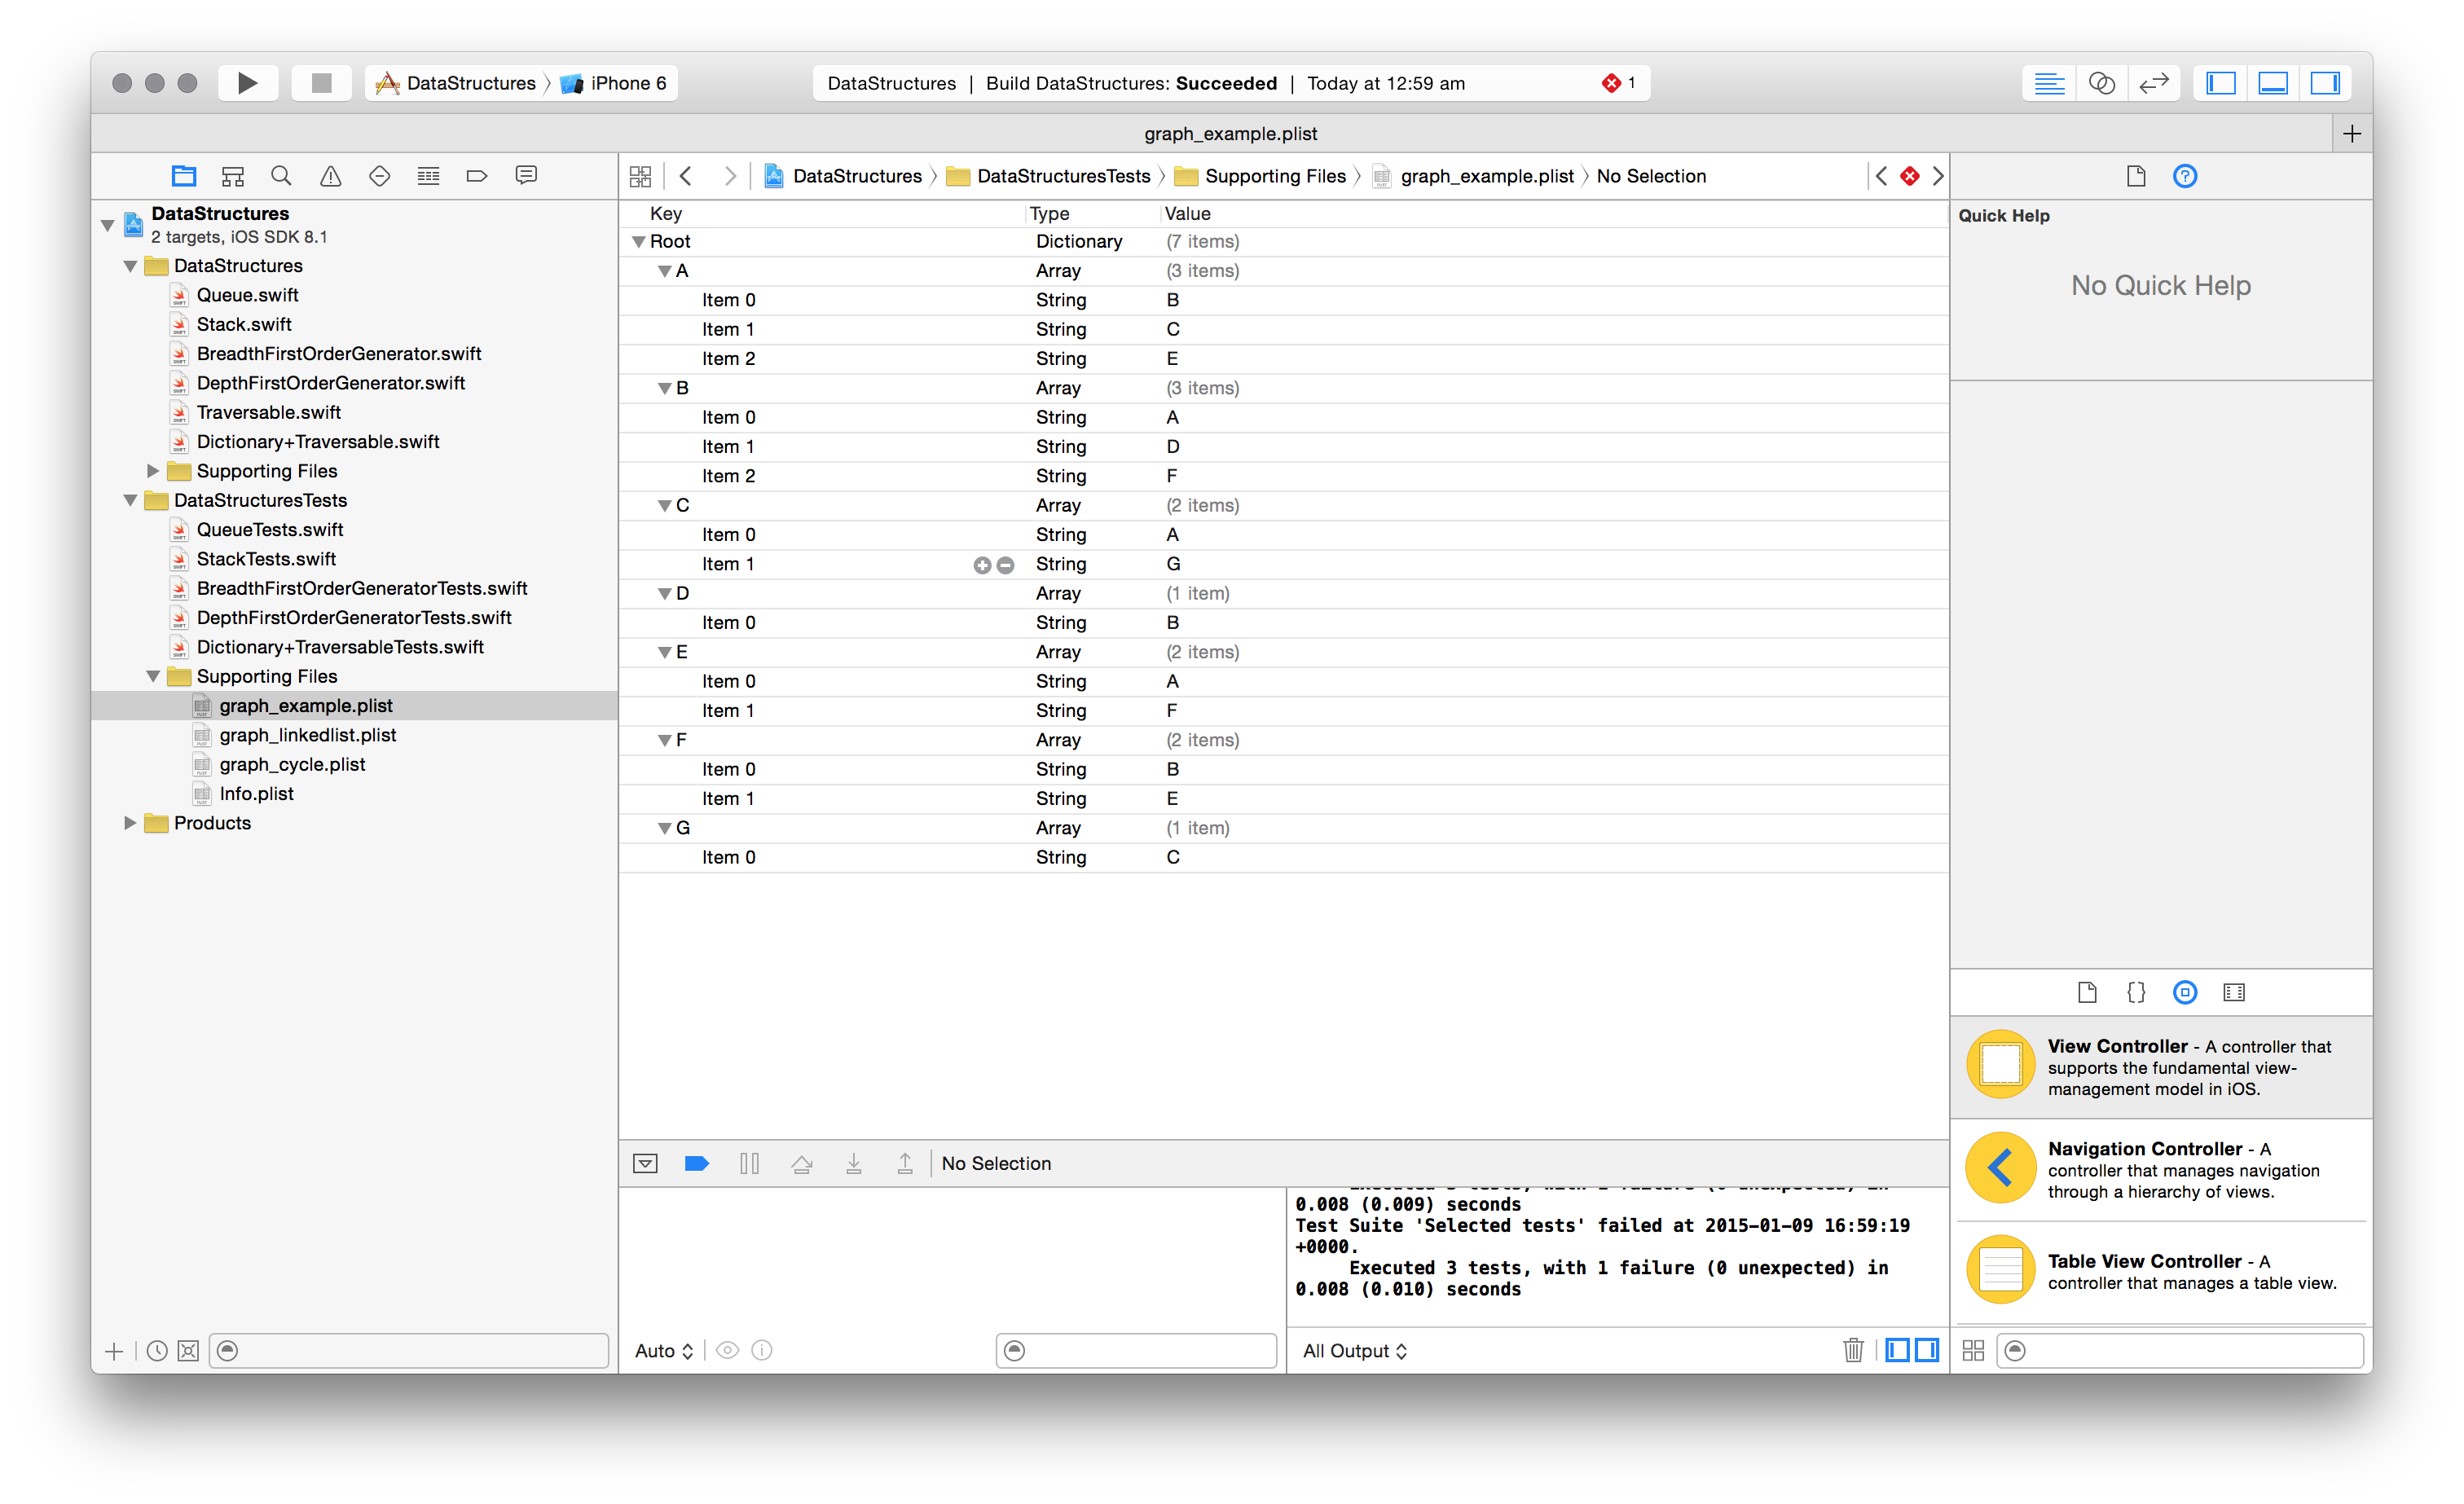 DataStructures
iPhone 6
DataStructures | Build DataStructures: Succeeded | Today at 12:59 am
1
graph_example.plist
DataStructures
DataStructuresTests
Supporting Files
graph_example.plist
No Selection
DataStructures
2 targets, iOS SDK 8.1
DataStructures
Queue.swift
Stack.swift
BreadthFirstOrderGenerator.swift
DepthFirstOrderGenerator.swift
Traversable.swift
Dictionary+Traversable.swift
Supporting Files
DataStructuresTests
QueueTests.swift
StackTests.swift
BreadthFirstOrderGeneratorTests.swift
DepthFirstOrderGeneratorTests.swift
Dictionary+TraversableTests.swift
Supporting Files
graph_example.plist
graph_linkedlist.plist
graph_cycle.plist
Info.plist
Products
Key Type Value
Root Dictionary (7 items)
A Array (3 items)
Item 0 String B
Item 1 String C
Item 2 String E
B Array (3 items)
Item 0 String A
Item 1 String D
Item 2 String F
C Array (2 items)
Item 0 String A
Item 1 String G
D Array (1 item)
Item 0 String B
E Array (2 items)
Item 0 String A
Item 1 String F
F Array (2 items)
Item 0 String B
Item 1 String E
G Array (1 item)
Item 0 String C
No Selection
Executed 3 tests, with 1 failure (0 unexpected) in
0.008 (0.009) seconds
Test Suite 'Selected tests' failed at 2015-01-09 16:59:19
+0000.
Executed 3 tests, with 1 failure (0 unexpected) in
0.008 (0.010) seconds
Auto
All Output
Quick Help
No Quick Help
View Controller - A controller that
supports the fundamental view-
management model in iOS.
Navigation Controller - A
controller that manages navigation
through a hierarchy of views.
Table View Controller - A
controller that manages a table view.